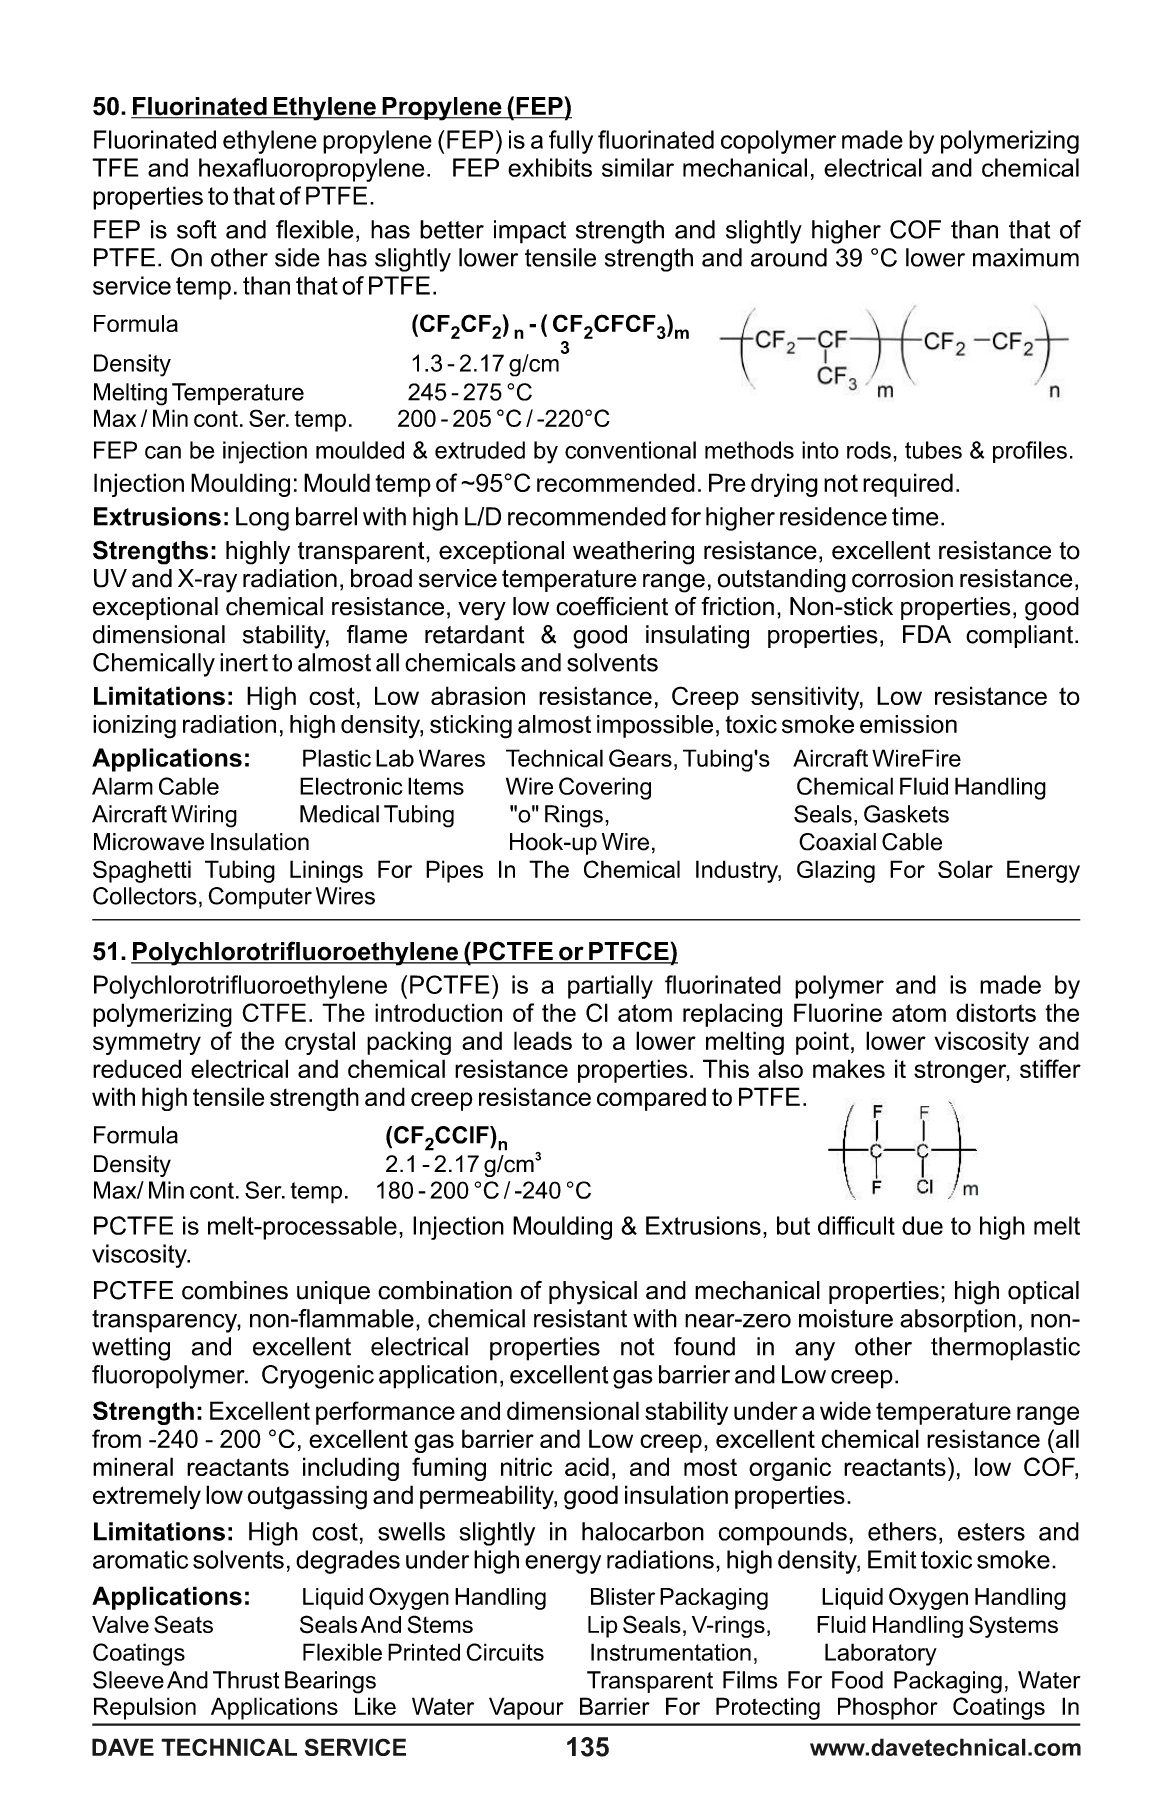 50. Fluorinated Ethylene Propylene (FEP)
Fluorinated ethylene propylene (FEP) is a fully fluorinated copolymer made by polymerizing
TFE and hexafluoropropylene. FEP exhibits similar mechanical, electrical and chemical
properties to that of PTFE.
FEP is soft and flexible, has better impact strength and slightly higher COF than that of
PTFE. On other side has slightly lower tensile strength and around 39 °C lower maximum
service temp. than that of PTFE.
Formula (CF2CF2) n - ( CF2CFCF3)m
Density 1.3 - 2.17 g/cm3
Melting Temperature 245 - 275 °C
Max / Min cont. Ser. temp. 200 - 205 °C / -220°C
CF2 CF CF2 CF2
CF3 m n
FEP can be injection moulded & extruded by conventional methods into rods, tubes & profiles.
Injection Moulding: Mould temp of ~95°C recommended. Pre drying not required.
Extrusions: Long barrel with high L/D recommended for higher residence time.
Strengths: highly transparent, exceptional weathering resistance, excellent resistance to
UV and X-ray radiation, broad service temperature range, outstanding corrosion resistance,
exceptional chemical resistance, very low coefficient of friction, Non-stick properties, good
dimensional stability, flame retardant & good insulating properties, FDA compliant.
Chemically inert to almost all chemicals and solvents
Limitations: High cost, Low abrasion resistance, Creep sensitivity, Low resistance to
ionizing radiation, high density, sticking almost impossible, toxic smoke emission
Applications: Plastic Lab Wares Technical Gears, Tubing's Aircraft WireFire
Alarm Cable Electronic Items Wire Covering Chemical Fluid Handling
Aircraft Wiring Medical Tubing "o" Rings, Seals, Gaskets
Microwave Insulation Hook-up Wire, Coaxial Cable
Spaghetti Tubing Linings For Pipes In The Chemical Industry, Glazing For Solar Energy
Collectors, Computer Wires
51. Polychlorotrifluoroethylene (PCTFE or PTFCE)
Polychlorotrifluoroethylene (PCTFE) is a partially fluorinated polymer and is made by
polymerizing CTFE. The introduction of the Cl atom replacing Fluorine atom distorts the
symmetry of the crystal packing and leads to a lower melting point, lower viscosity and
reduced electrical and chemical resistance properties. This also makes it stronger, stiffer
with high tensile strength and creep resistance compared to PTFE.
Formula (CF2CClF)n
Density 2.1 - 2.17 g/cm3
Max/ Min cont. Ser. temp. 180 - 200 °C / -240 °C
F F
C C
F Cl m
PCTFE is melt-processable, Injection Moulding & Extrusions, but difficult due to high melt
viscosity.
PCTFE combines unique combination of physical and mechanical properties; high optical
transparency, non-flammable, chemical resistant with near-zero moisture absorption, non-
wetting and excellent electrical properties not found in any other thermoplastic
fluoropolymer. Cryogenic application, excellent gas barrier and Low creep.
Strength: Excellent performance and dimensional stability under a wide temperature range
from -240 - 200 °C, excellent gas barrier and Low creep, excellent chemical resistance (all
mineral reactants including fuming nitric acid, and most organic reactants), low COF,
extremely low outgassing and permeability, good insulation properties.
Limitations: High cost, swells slightly in halocarbon compounds, ethers, esters and
aromatic solvents, degrades under high energy radiations, high density, Emit toxic smoke.
Applications: Liquid Oxygen Handling Blister Packaging Liquid Oxygen Handling
Valve Seats Seals And Stems Lip Seals, V-rings, Fluid Handling Systems
Coatings Flexible Printed Circuits Instrumentation, Laboratory
Sleeve And Thrust Bearings Transparent Films For Food Packaging, Water
Repulsion Applications Like Water Vapour Barrier For Protecting Phosphor Coatings In
DAVE TECHNICAL SERVICE 135 www.davetechnical.com